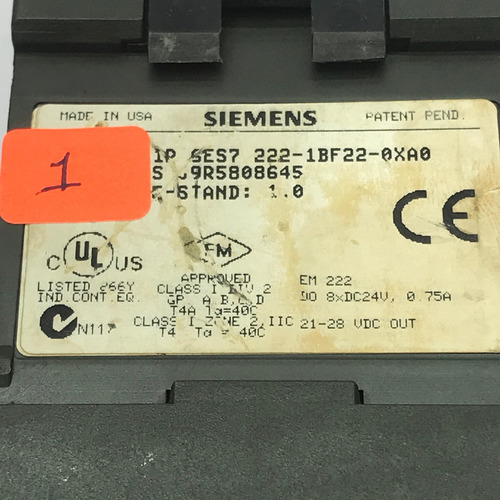 MADE IN USA SIEMENS PATENT PEND.
1P 6ES7 222-1BF22-0XA0
1
S J9R5808645
E-STAND: 1.0
CE
C UL US FM
APPROVED
LISTED 266Y CLASS I DIV 2 EM 222
IND.CONT.EQ. GP A,B,C,D DO 8xDC24V, 0.75A
T4A Ta=40C
N117 CLASS I ZONE 2,IIC 21-28 VDC OUT
T4 Ta = 40C